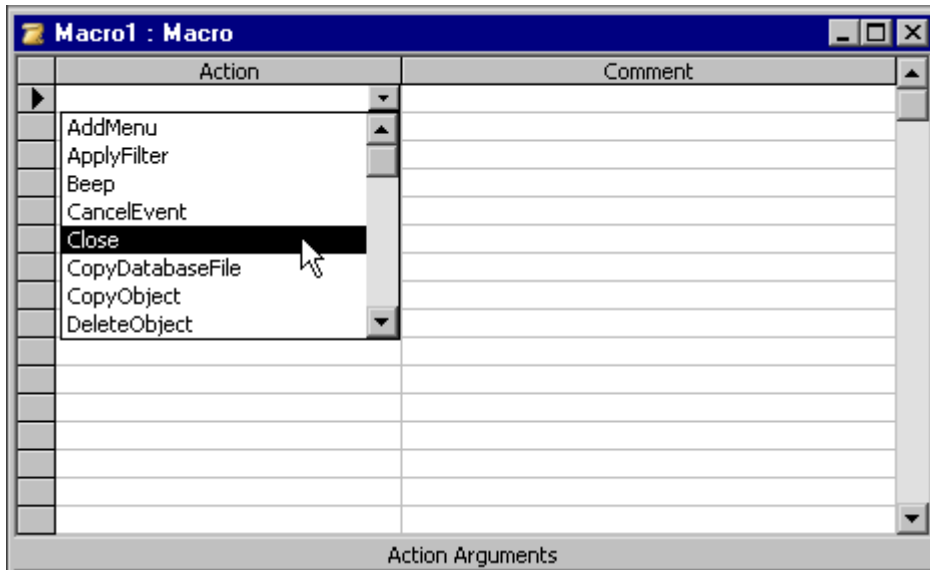 Macro1 : Macro
Action Comment
AddMenu
ApplyFilter
Beep
CancelEvent
Close
CopyDatabaseFile
CopyObject
DeleteObject
Action Arguments